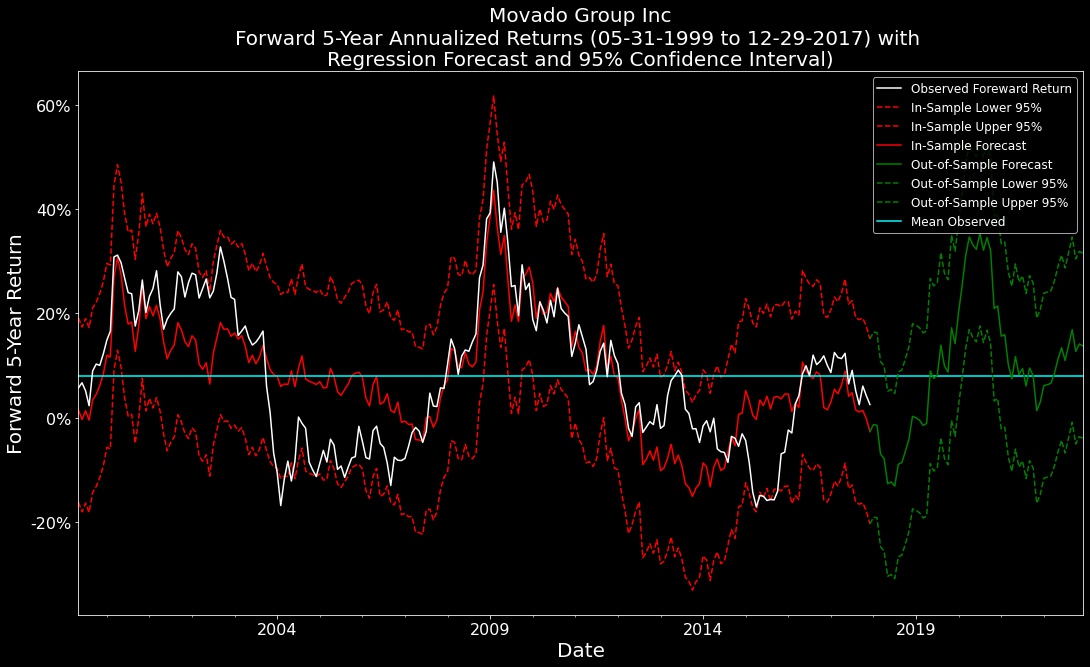 Movado Group Inc
Forward 5-Year Annualized Returns (05-31-1999 to 12-29-2017) with
Regression Forecast and 95% Confidence Interval)
Observed Foreward Return
In-Sample Lower 95%
In-Sample Upper 95%
In-Sample Forecast
Out-of-Sample Forecast
Out-of-Sample Lower 95%
Out-of-Sample Upper 95%
Mean Observed
Forward 5-Year Return
60%
40%
20%
0%
-20%
2004
2009
2014
2019
Date